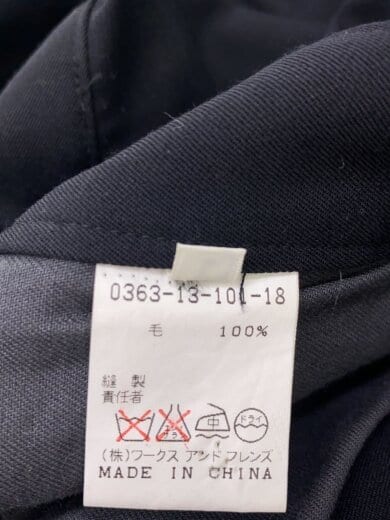 0363-13-101-18
毛 100%
縫製
責任者
中 ドライ
(株)ワークス アンド フレンズ
MADE IN CHINA